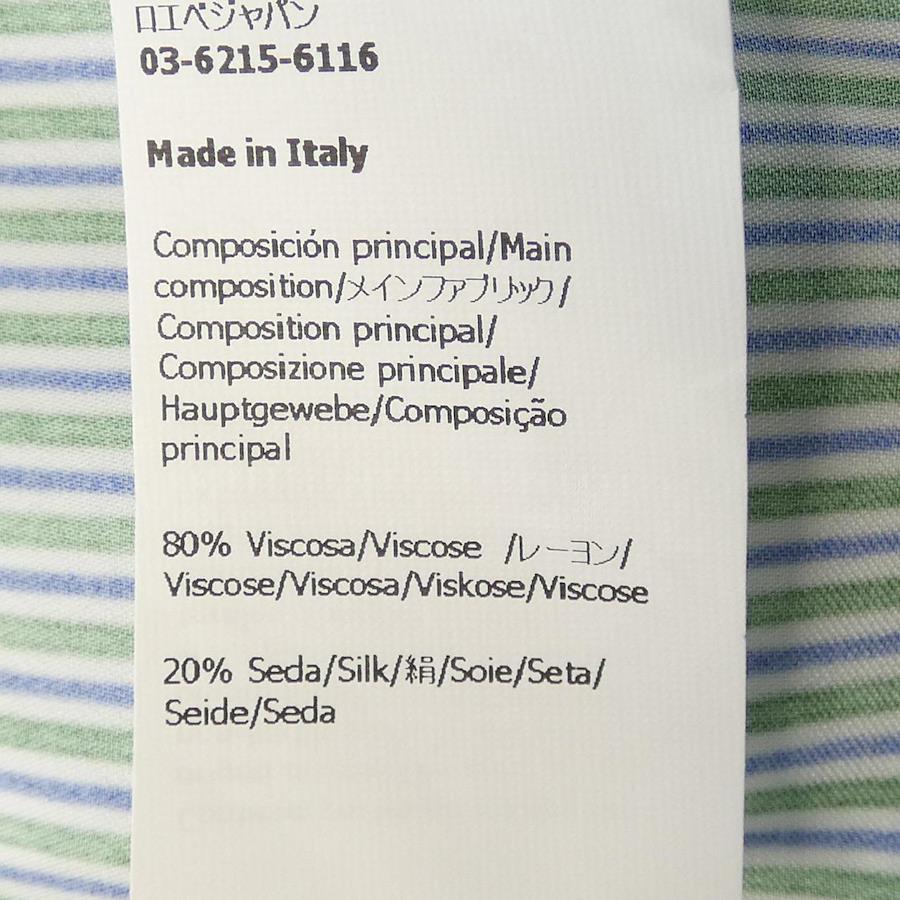 ロエベジャパン
03-6215-6116
Made in Italy
Composición principal/Main
composition/メインファブリック/
Composition principal/
Composizione principale/
Hauptgewebe/Composição
principal
80% Viscosa/Viscose /レーヨン/
Viscose/Viscosa/Viskose/Viscose
20% Seda/Silk/絹/Soie/Seta/
Seide/Seda